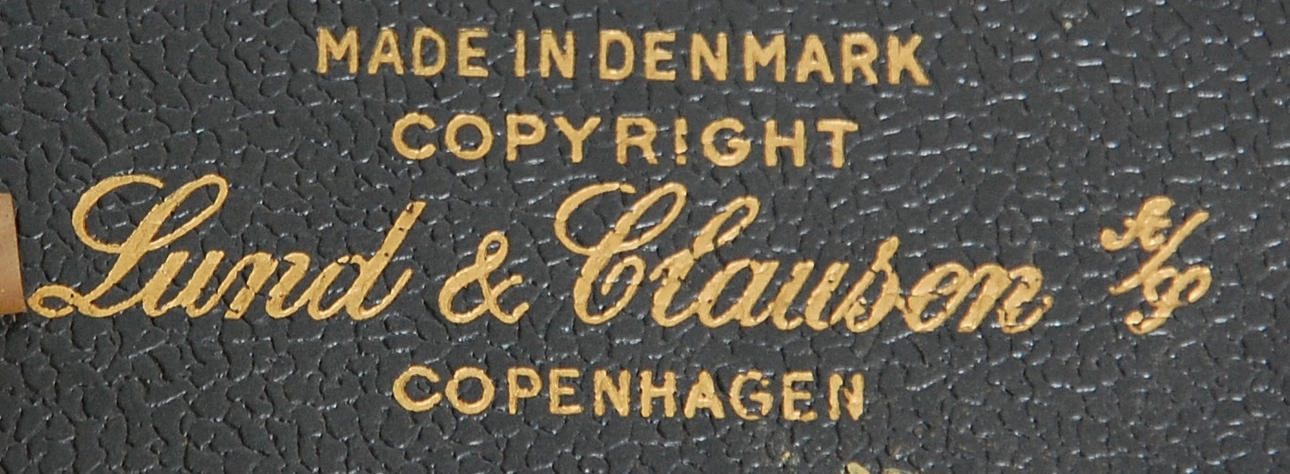 MADE IN DENMARK
COPYRIGHT
Lund & Clausen A/S
COPENHAGEN